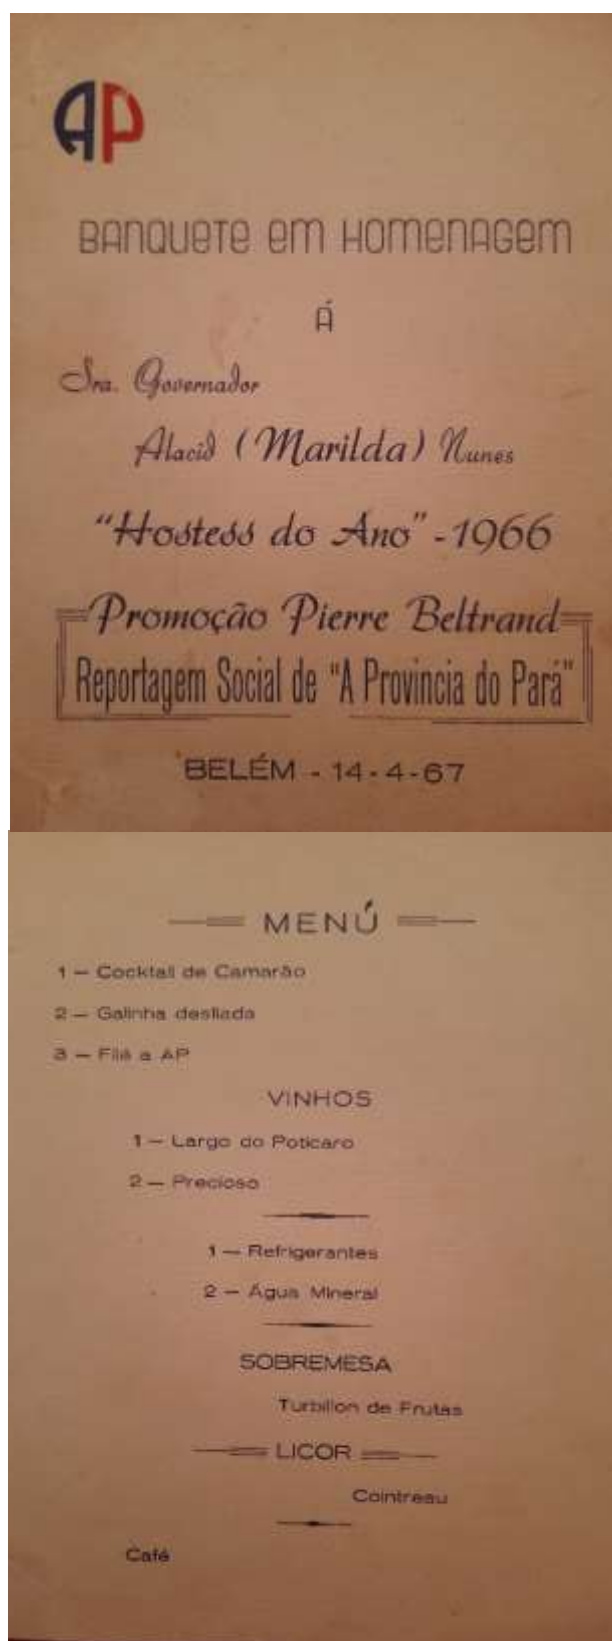 AP
BANQUETE EM HOMENAGEM
Á
Sra. Governador
Alacid (Marilda) Nunes
"Hostess do Ano" - 1966
Promoção Pierre Beltrand
Reportagem Social de "A Provincia do Pará"
BELÉM - 14-4-67
MENÚ
1 — Cocktail de Camarão
2 — Galinha desfiada
3 — Filé a AP
VINHOS
1 — Largo do Poticaro
2 — Precioso
1 — Refrigerantes
2 — Água Mineral
SOBREMESA
Turbillon de Frutas
LICOR
Cointreau
Café